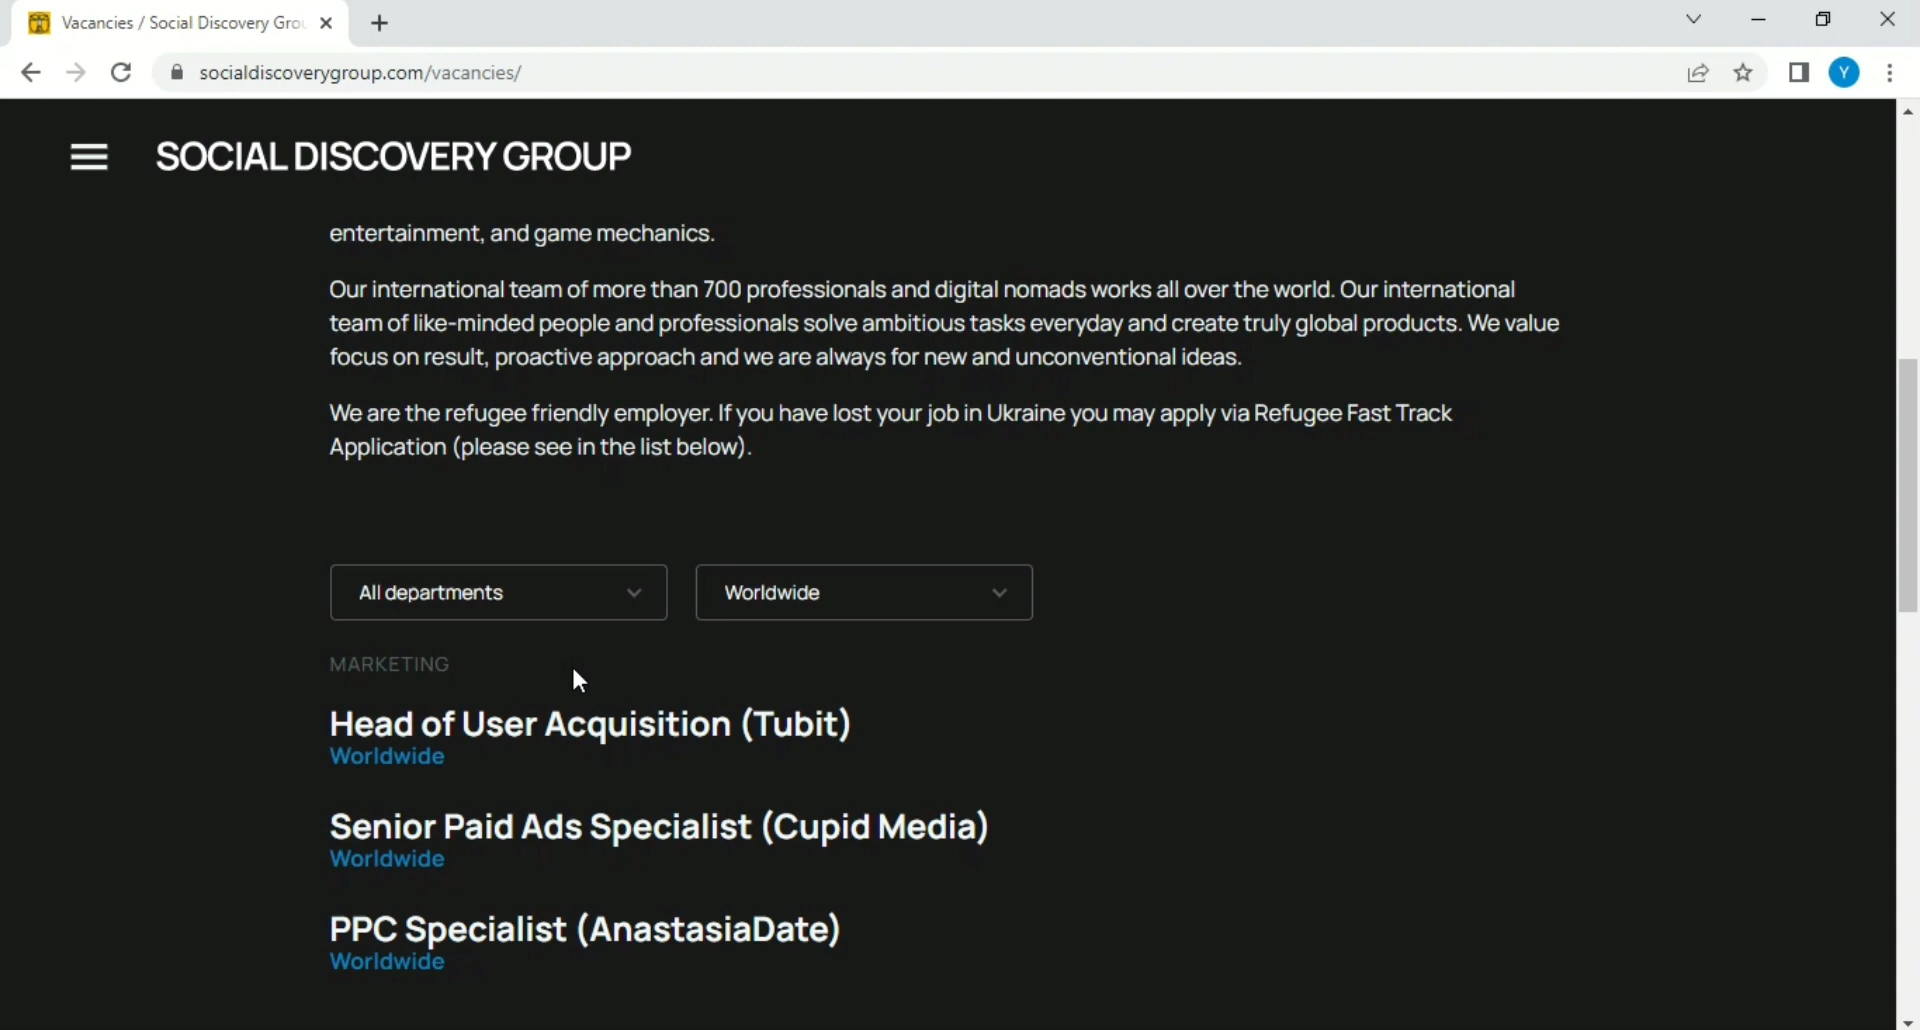 Vacancies / Social Discovery Gro
socialdiscoverygroup.com/vacancies/
Y
SOCIAL DISCOVERY GROUP
entertainment, and game mechanics.
Our international team of more than 700 professionals and digital nomads works all over the world. Our international
team of like-minded people and professionals solve ambitious tasks everyday and create truly global products. We value
focus on result, proactive approach and we are always for new and unconventional ideas.
We are the refugee friendly employer. If you have lost your job in Ukraine you may apply via Refugee Fast Track
Application (please see in the list below).
All departments
Worldwide
MARKETING
Head of User Acquisition (Tubit)
Worldwide
Senior Paid Ads Specialist (Cupid Media)
Worldwide
PPC Specialist (AnastasiaDate)
Worldwide